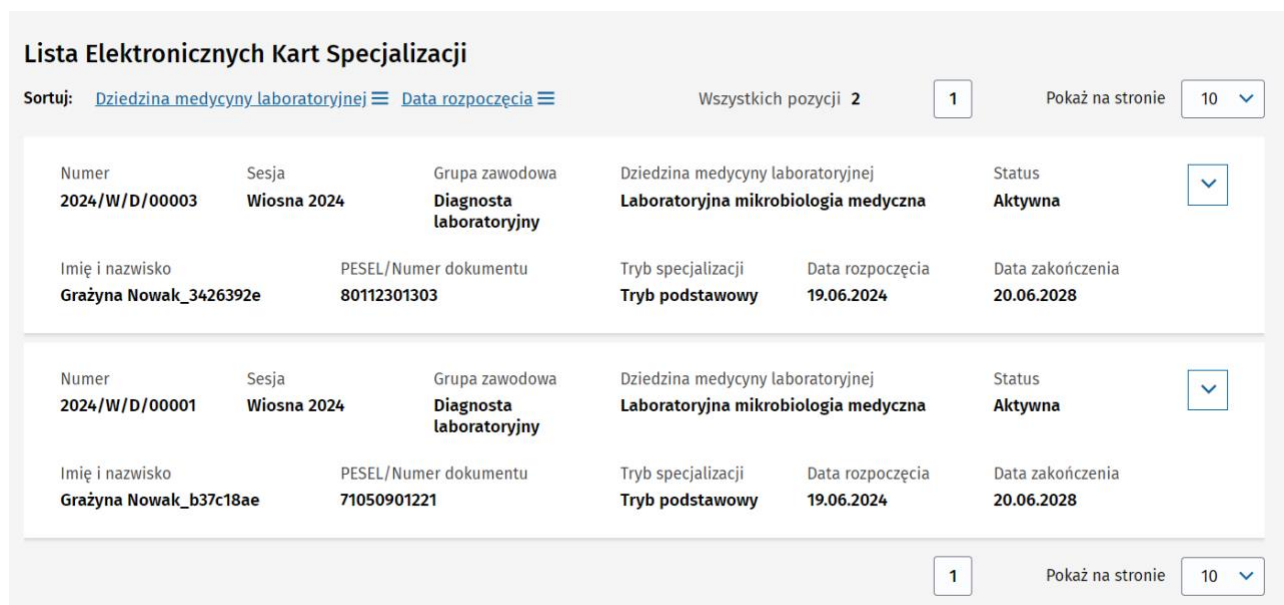 Lista Elektronicznych Kart Specjalizacji
Sortuj: Dziedzina medycyny laboratoryjnej Data rozpoczęcia Wszystkich pozycji 2 1 Pokaż na stronie 10
Numer Sesja Grupa zawodowa Dziedzina medycyny laboratoryjnej Status
2024/W/D/00003 Wiosna 2024 Diagnosta Laboratoryjna mikrobiologia medyczna Aktywna
laboratoryjny
Imię i nazwisko PESEL/Numer dokumentu Tryb specjalizacji Data rozpoczęcia Data zakończenia
Grażyna Nowak_3426392e 80112301303 Tryb podstawowy 19.06.2024 20.06.2028
Numer Sesja Grupa zawodowa Dziedzina medycyny laboratoryjnej Status
2024/W/D/00001 Wiosna 2024 Diagnosta Laboratoryjna mikrobiologia medyczna Aktywna
laboratoryjny
Imię i nazwisko PESEL/Numer dokumentu Tryb specjalizacji Data rozpoczęcia Data zakończenia
Grażyna Nowak_b37c18ae 71050901221 Tryb podstawowy 19.06.2024 20.06.2028
1 Pokaż na stronie 10